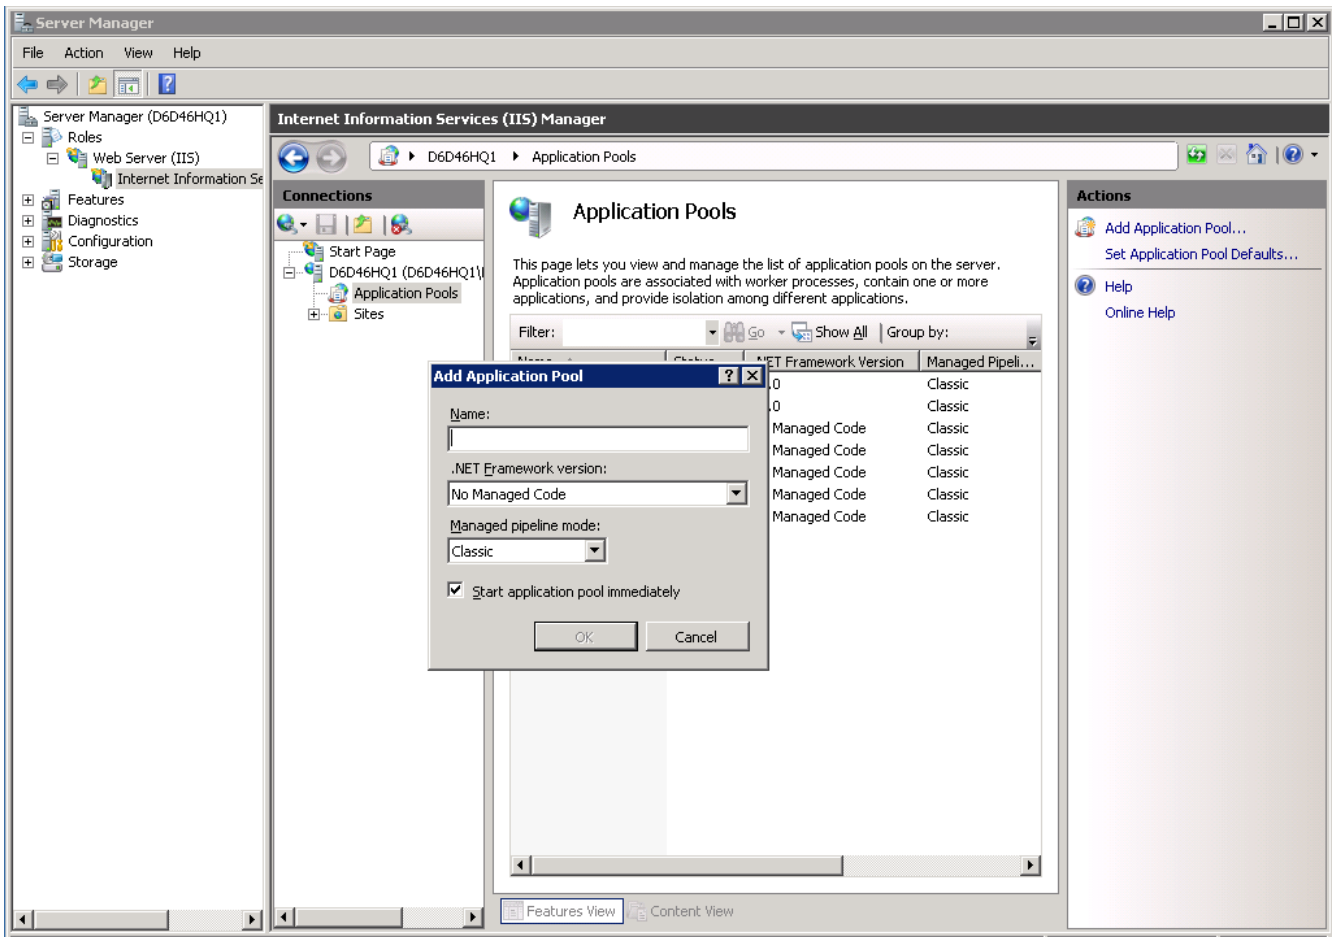 Server Manager
File Action View Help
Server Manager (D6D46HQ1)
Roles
Web Server (IIS)
Internet Information Se
Features
Diagnostics
Configuration
Storage
Internet Information Services (IIS) Manager
D6D46HQ1 Application Pools
Connections
Start Page
D6D46HQ1 (D6D46HQ1\
Application Pools
Sites
Application Pools
This page lets you view and manage the list of application pools on the server.
Application pools are associated with worker processes, contain one or more
applications, and provide isolation among different applications.
Filter: Go Show All Group by:
Name Status .NET Framework Version Managed Pipeli...
.0 Classic
.0 Classic
Managed Code Classic
Managed Code Classic
Managed Code Classic
Managed Code Classic
Managed Code Classic
Add Application Pool
Name:
.NET Framework version:
No Managed Code
Managed pipeline mode:
Classic
Start application pool immediately
OK Cancel
Features View Content View
Actions
Add Application Pool...
Set Application Pool Defaults...
Help
Online Help